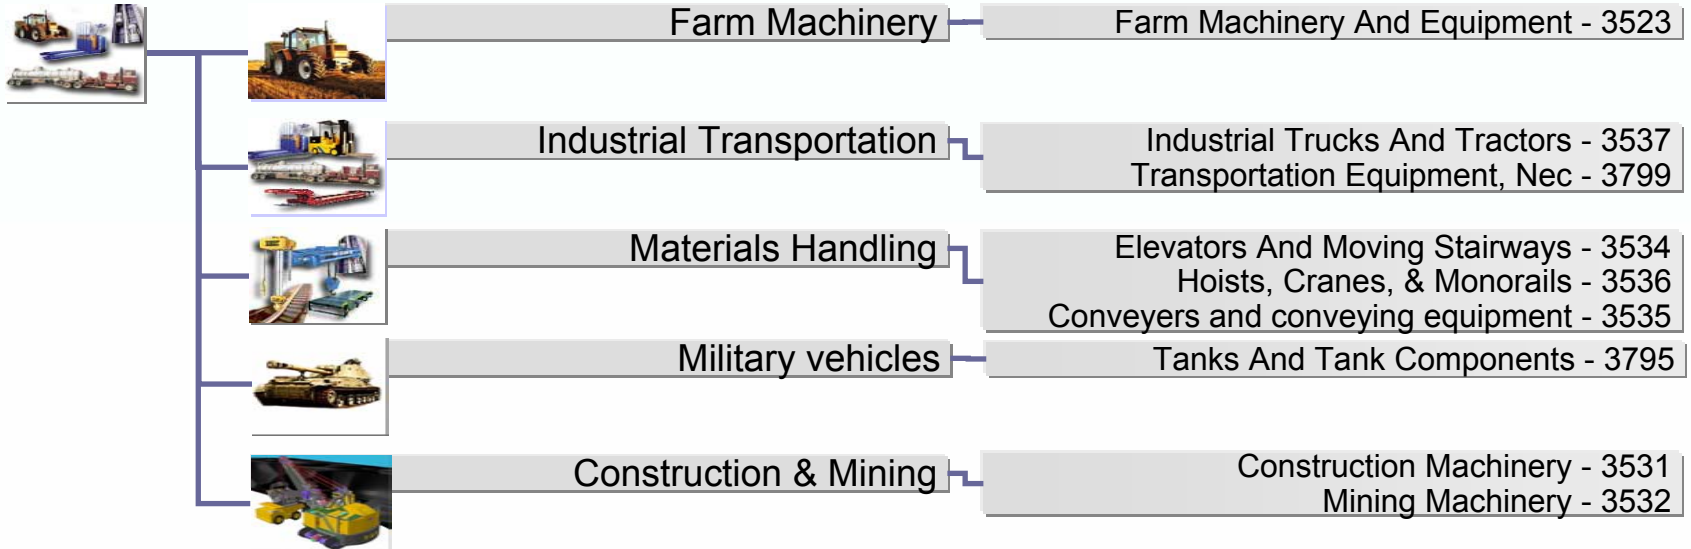 Farm Machinery
Farm Machinery And Equipment - 3523
Industrial Transportation
Industrial Trucks And Tractors - 3537
Transportation Equipment, Nec - 3799
Materials Handling
Elevators And Moving Stairways - 3534
Hoists, Cranes, & Monorails - 3536
Conveyers and conveying equipment - 3535
Military vehicles
Tanks And Tank Components - 3795
Construction & Mining
Construction Machinery - 3531
Mining Machinery - 3532